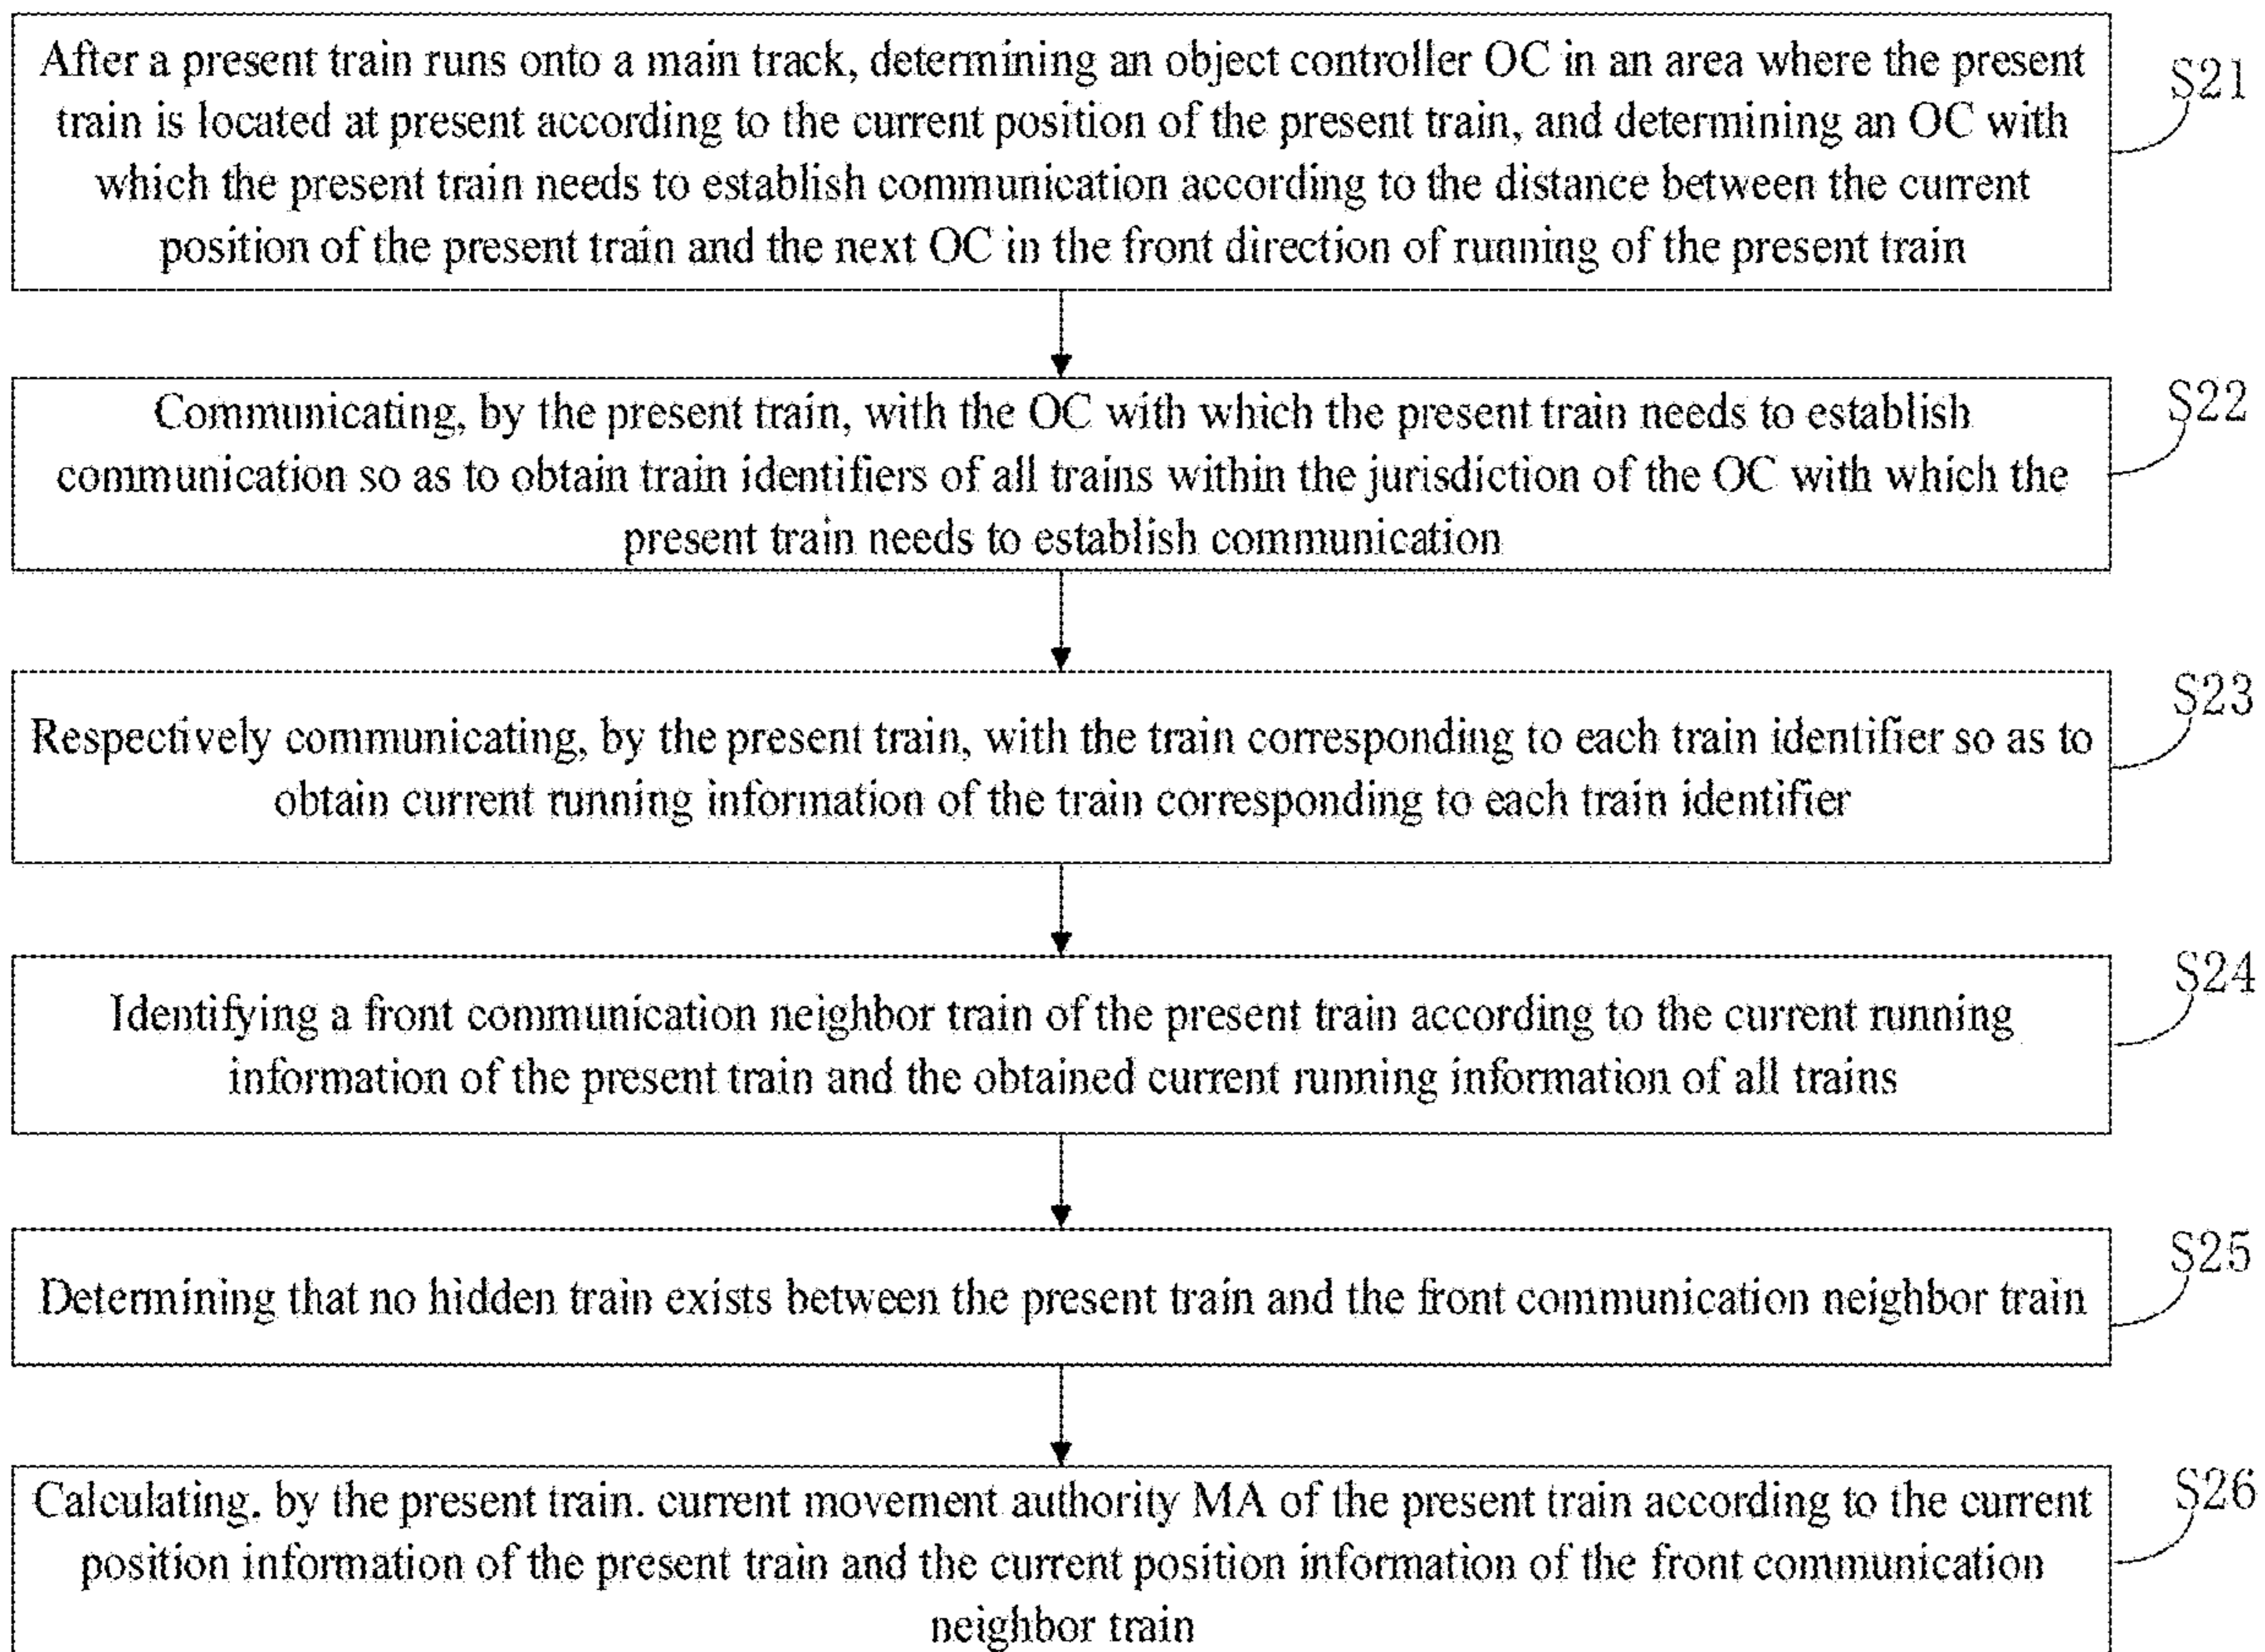 After a present train runs onto a main track, determining an object controller OC in an area where the present
train is located at present according to the current position of the present train, and determining an OC with
which the present train needs to establish communication according to the distance between the current
position of the present train and the next OC in the front direction of running of the present train
S21
Communicating, by the present train, with the OC with which the present train needs to establish
communication so as to obtain train identifiers of all trains within the jurisdiction of the OC with which the
present train needs to establish communication
S22
Respectively communicating, by the present train, with the train corresponding to each train identifier so as to
obtain current running information of the train corresponding to each train identifier
S23
Identifying a front communication neighbor train of the present train according to the current running
information of the present train and the obtained current running information of all trains
S24
Determining that no hidden train exists between the present train and the front communication neighbor train
S25
Calculating. by the present train. current movement authority MA of the present train according to the current
position information of the present train and the current position information of the front communication
neighbor train
S26